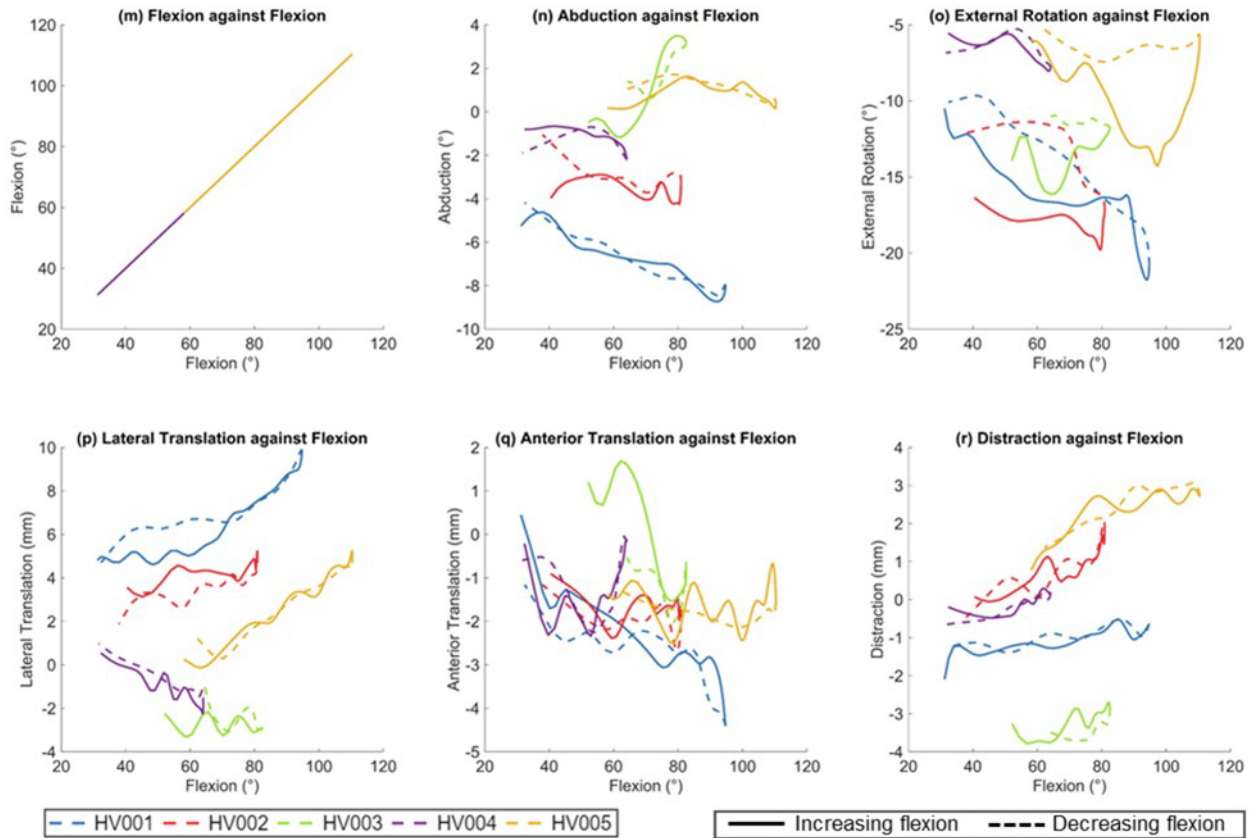 (m) Flexion against Flexion
120
100
80
60
40
20
Flexion (°)
20 40 60 80 100 120
Flexion (°)
(n) Abduction against Flexion
4
2
0
-2
-4
-6
-8
-10
Abduction (°)
20 40 60 80 100 120
Flexion (°)
(o) External Rotation against Flexion
-5
-10
-15
-20
-25
External Rotation (°)
20 40 60 80 100 120
Flexion (°)
(p) Lateral Translation against Flexion
10
8
6
4
2
0
-2
-4
Lateral Translation (mm)
20 40 60 80 100 120
Flexion (°)
(q) Anterior Translation against Flexion
2
1
0
-1
-2
-3
-4
-5
Anterior Translation (mm)
20 40 60 80 100 120
Flexion (°)
(r) Distraction against Flexion
4
3
2
1
0
-1
-2
-3
-4
Distraction (mm)
20 40 60 80 100 120
Flexion (°)
HV001 HV002 HV003 HV004 HV005
Increasing flexion Decreasing flexion